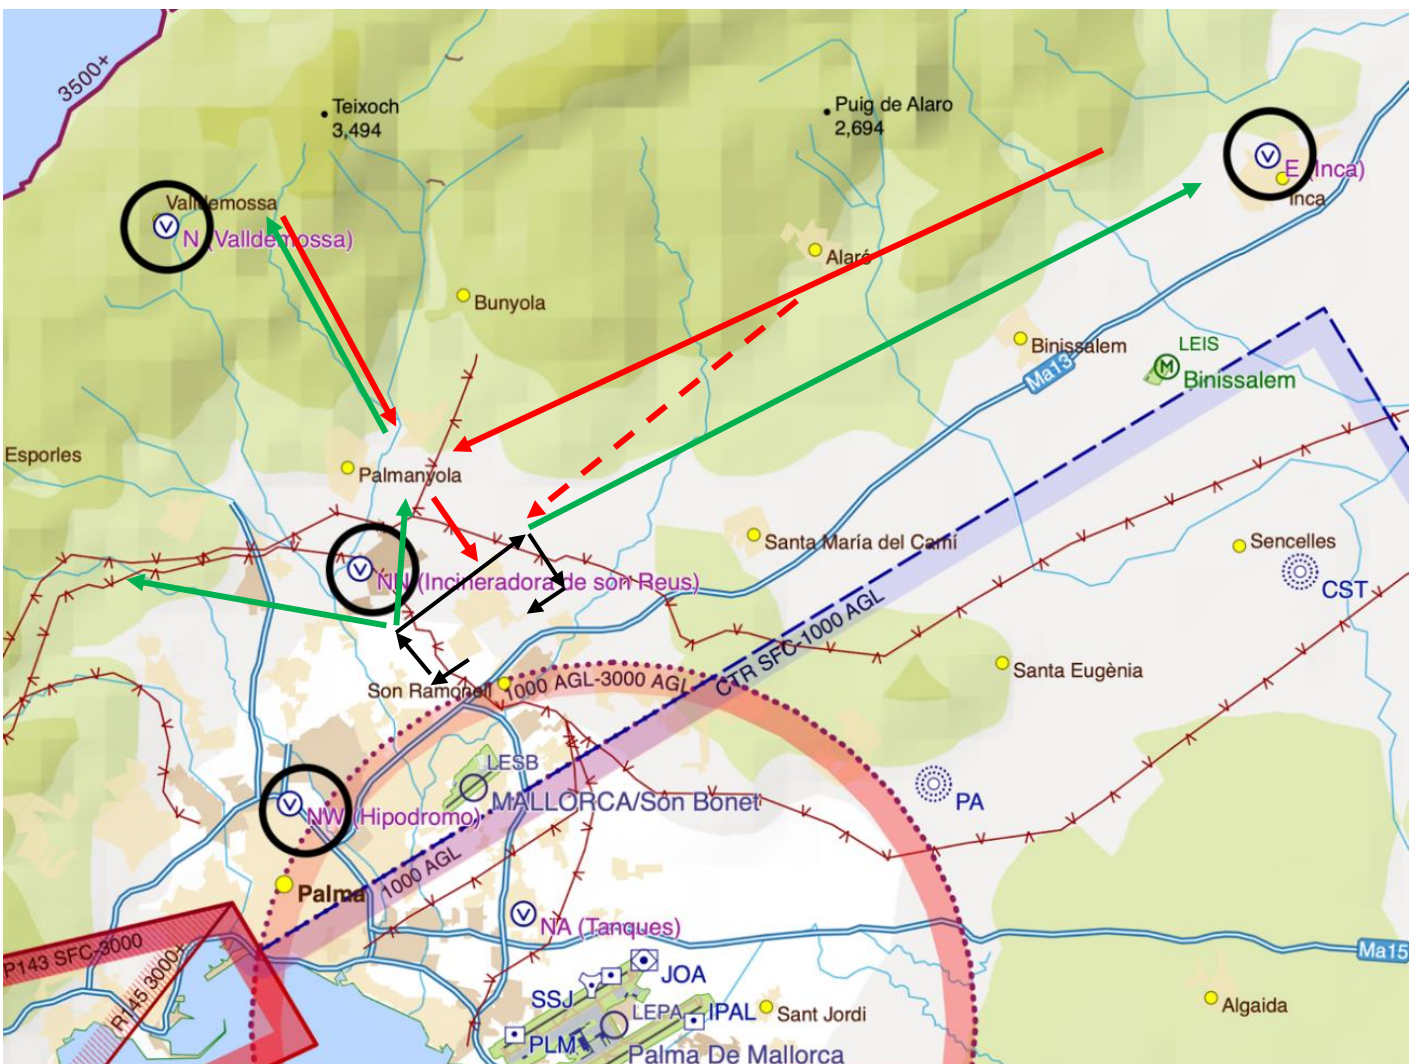 3500+
Teixoch
3,494
Puig de Alaro
2,694
V
E (Inca)
Inca
Valldemossa
V
N (Valldemossa)
Alaró
Bunyola
Binissalem
LEIS
M
Binissalem
Ma13
Esporles
Palmanyola
Santa María del Camí
Sencelles
V
NN (Incineradora de son Reus)
CST
CTR SFC-1000 AGL
Santa Eugènia
Son Ramonell
1000 AGL-3000 AGL
LESB
MALLORCA/Son Bonet
PA
V
NW (Hipodromo)
1000 AGL
Palma
V
NA (Tanques)
P143 SFC-3000
R145 3000+
Ma15
JOA
SSJ
IPAL
LEPA
Sant Jordi
Algaida
PLM
Palma De Mallorca